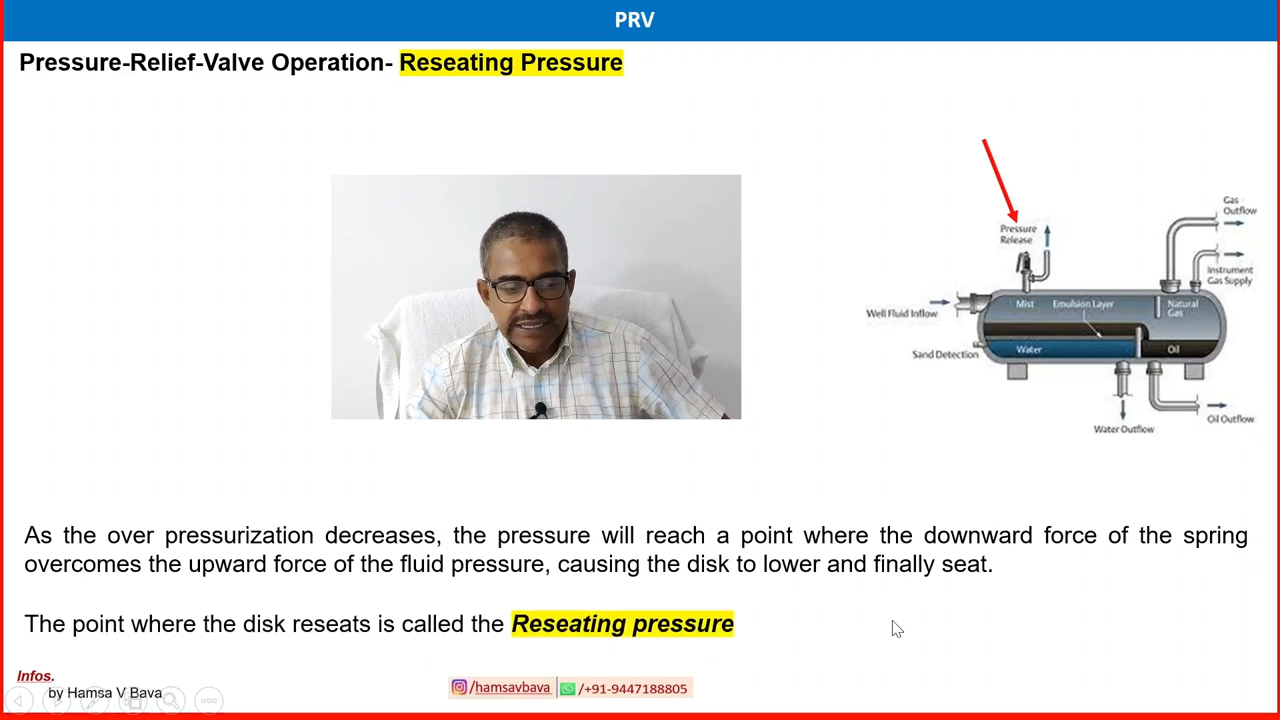 PRV
Pressure-Relief-Valve Operation- Reseating Pressure
Gas
Outflow
Pressure
Release
Instrument
Gas Supply
Well Fluid Inflow
Mist
Emulsion Layer
Natural
Gas
Sand Detection
Water
Oil
Oil Outflow
Water Outflow
As the over pressurization decreases, the pressure will reach a point where the downward force of the spring
overcomes the upward force of the fluid pressure, causing the disk to lower and finally seat.
The point where the disk reseats is called the Reseating pressure
Infos.
by Hamsa V Bava
/hamsavbava
/+91-9447188805